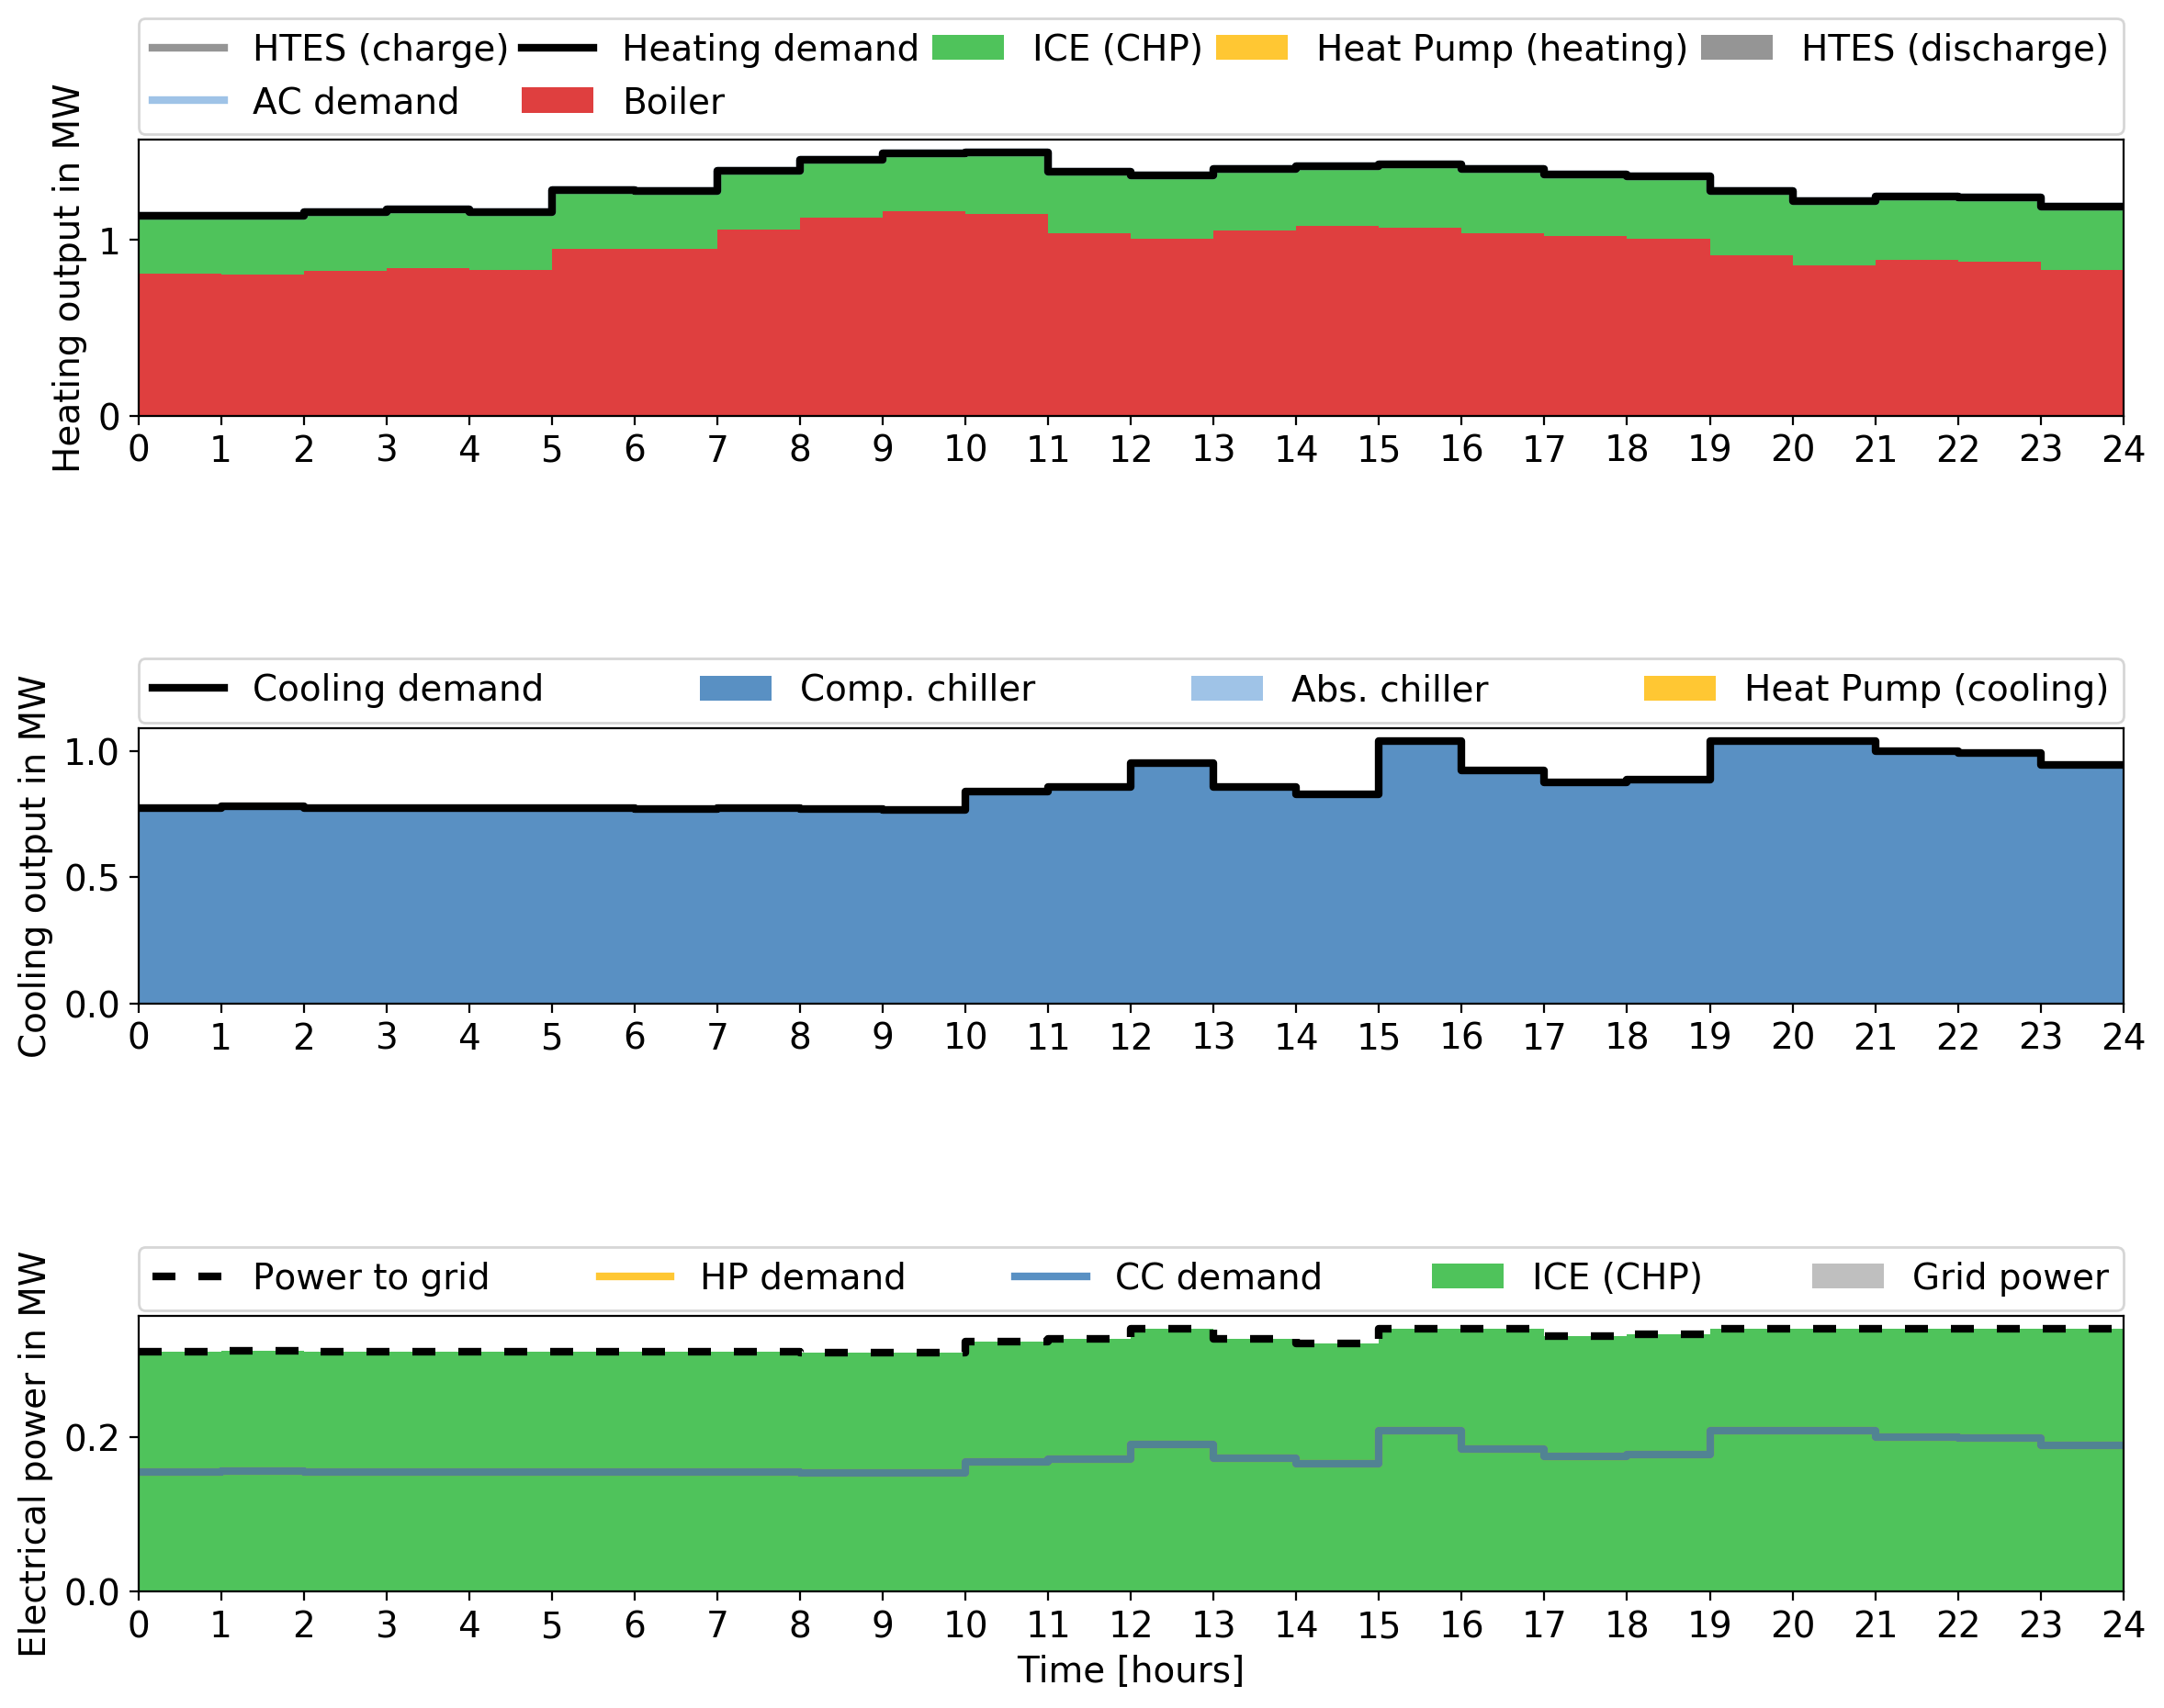 HTES (charge) Heating demand ICE (CHP) Heat Pump (heating) HTES (discharge)
AC demand Boiler
Heating output in MW
1
0
0 1 2 3 4 5 6 7 8 9 10 11 12 13 14 15 16 17 18 19 20 21 22 23 24
Cooling demand Comp. chiller Abs. chiller Heat Pump (cooling)
Cooling output in MW
1.0
0.5
0.0
0 1 2 3 4 5 6 7 8 9 10 11 12 13 14 15 16 17 18 19 20 21 22 23 24
Power to grid HP demand CC demand ICE (CHP) Grid power
Electrical power in MW
0.2
0.0
0 1 2 3 4 5 6 7 8 9 10 11 12 13 14 15 16 17 18 19 20 21 22 23 24
Time [hours]